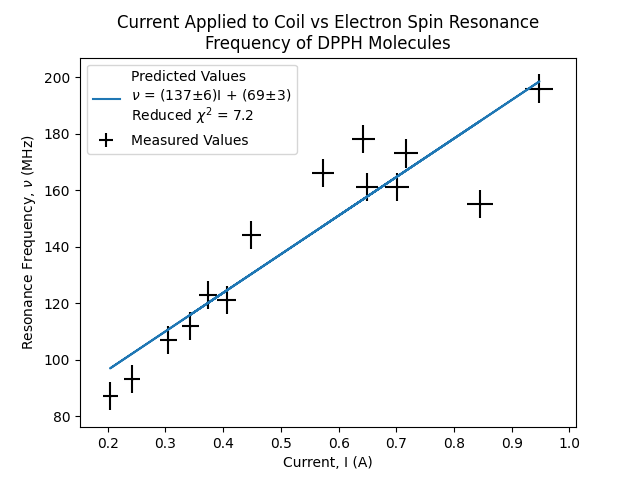 Current Applied to Coil vs Electron Spin Resonance
Frequency of DPPH Molecules
Predicted Values
ν = (137±6)I + (69±3)
Reduced χ² = 7.2
Measured Values
Resonance Frequency, ν (MHz)
200
180
160
140
120
100
80
0.2 0.3 0.4 0.5 0.6 0.7 0.8 0.9 1.0
Current, I (A)